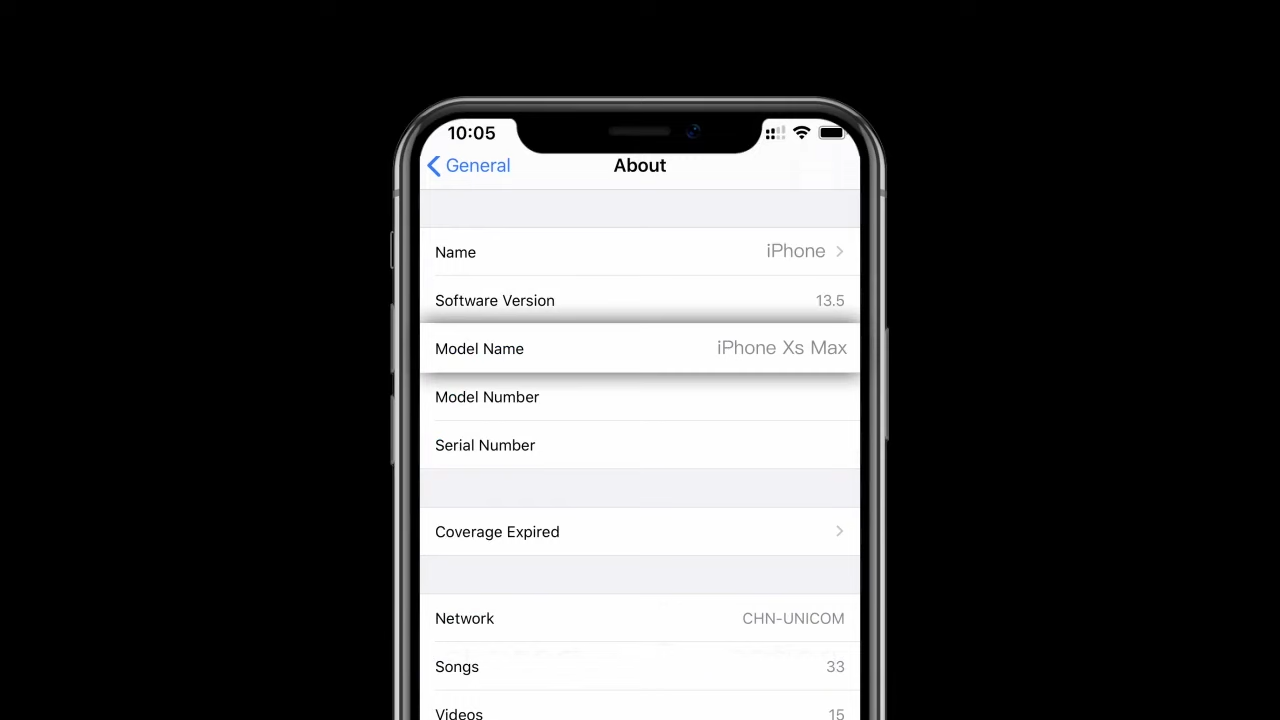 10:05
General
About
Name iPhone
Software Version 13.5
Model Name iPhone Xs Max
Model Number
Serial Number
Coverage Expired
Network CHN-UNICOM
Songs 33
Videos 15